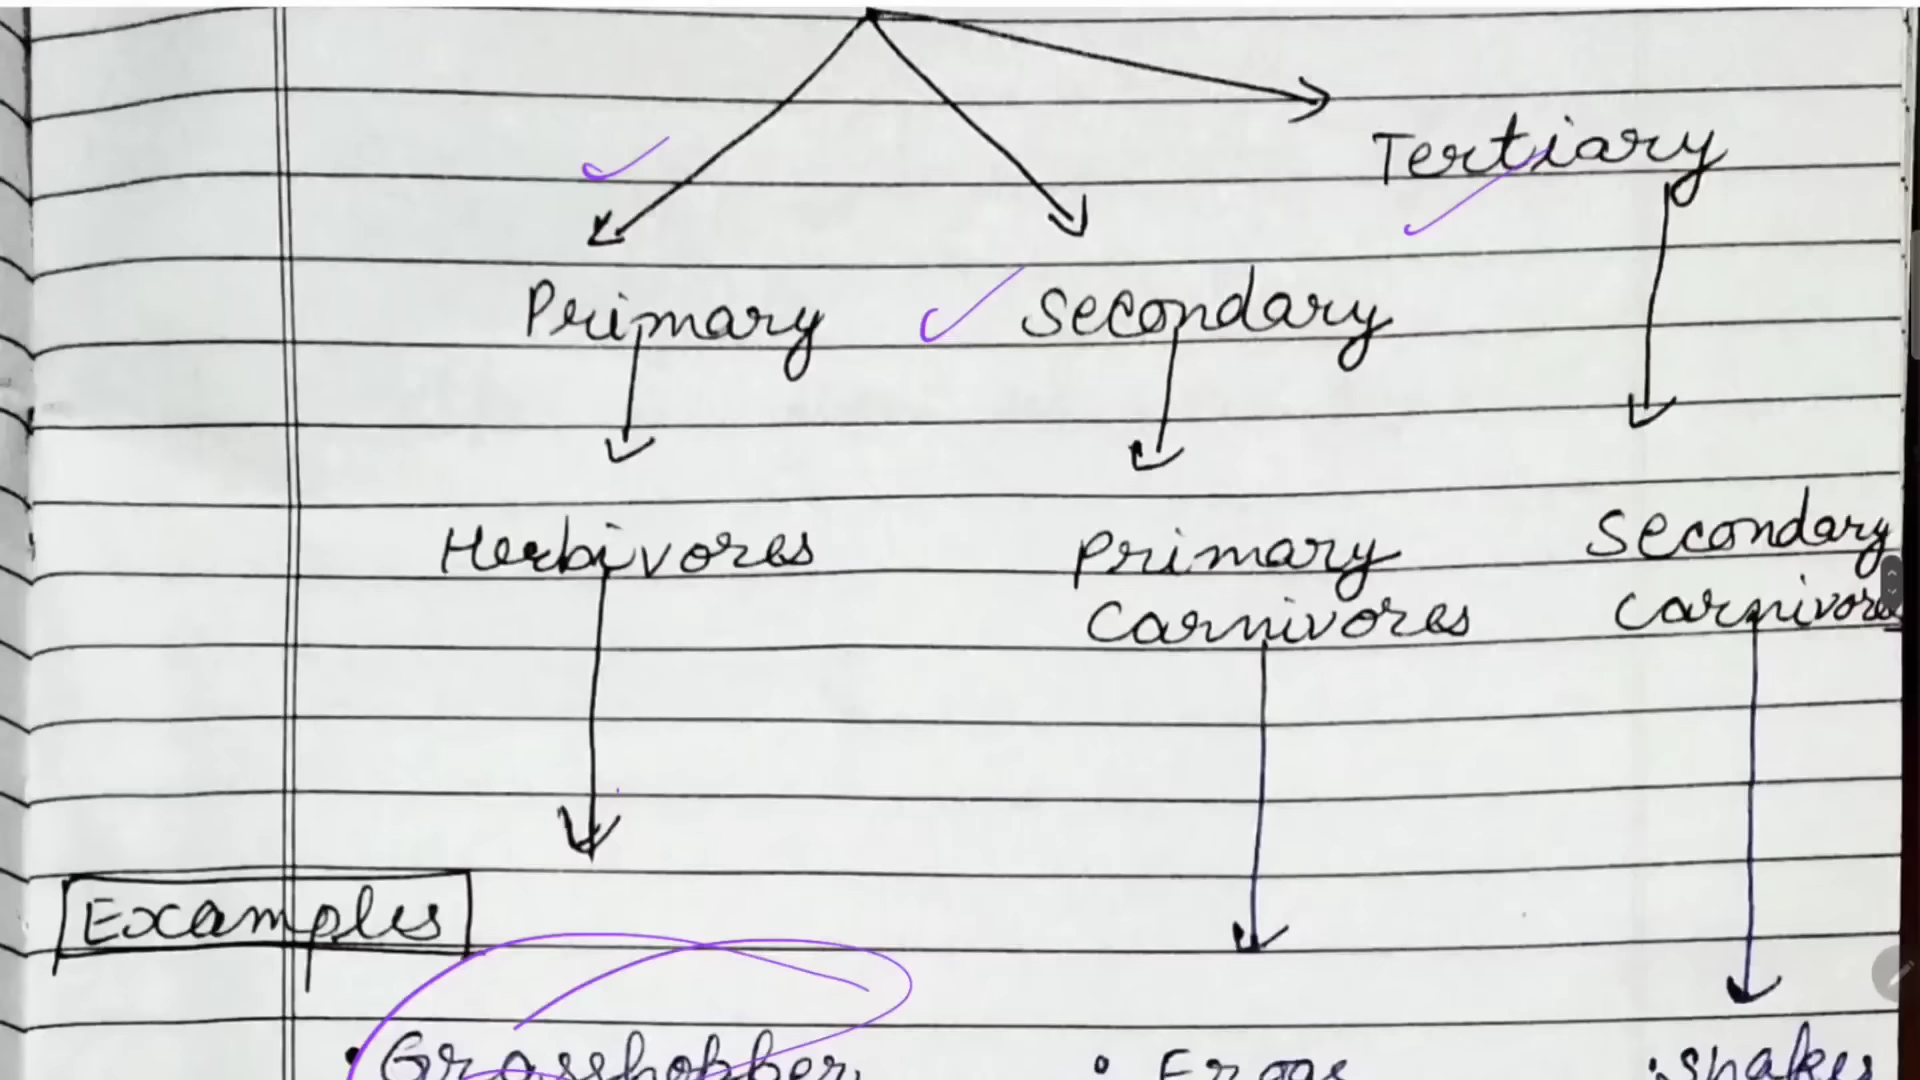 Tertiary
Primary Secondary
Herbivores Primary Carnivores Secondary Carnivores
Examples
• Grasshopper • Frogs • Snakes